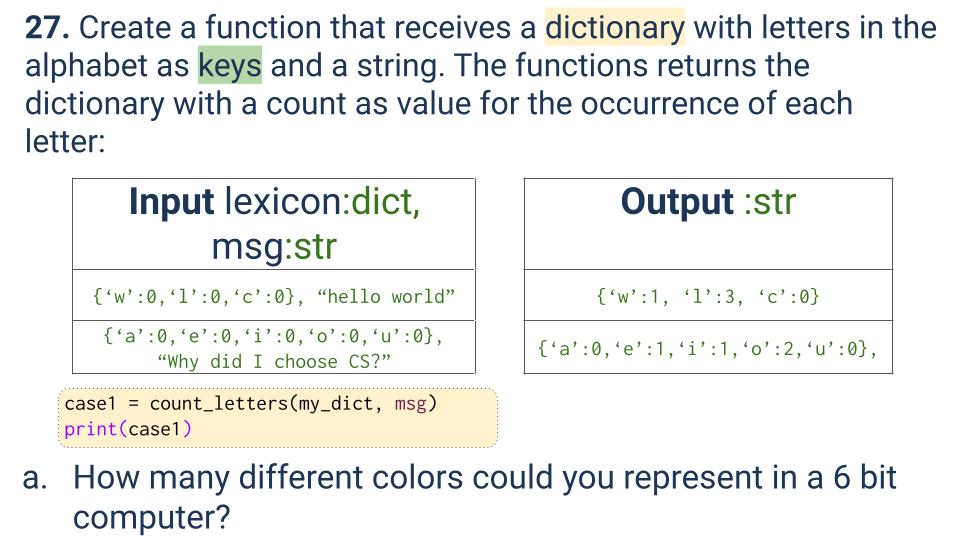 27. Create a function that receives a dictionary with letters in the
alphabet as keys and a string. The functions returns the
dictionary with a count as value for the occurrence of each
letter:
Input lexicon:dict,
msg:str
Output :str
{‘w’:0,‘l’:0,‘c’:0}, “hello world”
{‘w’:1, ‘l’:3, ‘c’:0}
{‘a’:0,‘e’:0,‘i’:0,‘o’:0,‘u’:0},
“Why did I choose CS?”
{‘a’:0,‘e’:1,‘i’:1,‘o’:2,‘u’:0},
case1 = count_letters(my_dict, msg)
print(case1)
a. How many different colors could you represent in a 6 bit
computer?